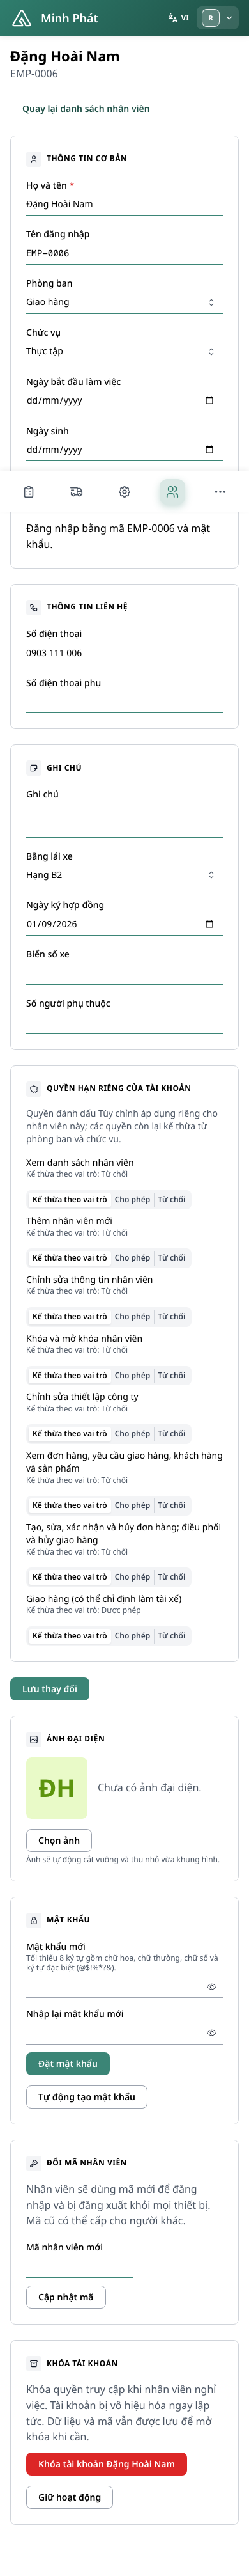 Minh Phát
VI
R
Đặng Hoài Nam
EMP-0006
Quay lại danh sách nhân viên
THÔNG TIN CƠ BẢN
Họ và tên *
Đặng Hoài Nam
Tên đăng nhập
EMP-0006
Phòng ban
Giao hàng
Chức vụ
Thực tập
Ngày bắt đầu làm việc
dd/mm/yyyy
Ngày sinh
dd/mm/yyyy
Đăng nhập bằng mã EMP-0006 và mật
khẩu.
THÔNG TIN LIÊN HỆ
Số điện thoại
0903 111 006
Số điện thoại phụ
GHI CHÚ
Ghi chú
Bằng lái xe
Hạng B2
Ngày ký hợp đồng
01/09/2026
Biển số xe
Số người phụ thuộc
QUYỀN HẠN RIÊNG CỦA TÀI KHOẢN
Quyền đánh dấu Tùy chỉnh áp dụng riêng cho
nhân viên này; các quyền còn lại kế thừa từ
phòng ban và chức vụ.
Xem danh sách nhân viên
Kế thừa theo vai trò: Từ chối
Kế thừa theo vai trò Cho phép Từ chối
Thêm nhân viên mới
Kế thừa theo vai trò: Từ chối
Kế thừa theo vai trò Cho phép Từ chối
Chỉnh sửa thông tin nhân viên
Kế thừa theo vai trò: Từ chối
Kế thừa theo vai trò Cho phép Từ chối
Khóa và mở khóa nhân viên
Kế thừa theo vai trò: Từ chối
Kế thừa theo vai trò Cho phép Từ chối
Chỉnh sửa thiết lập công ty
Kế thừa theo vai trò: Từ chối
Kế thừa theo vai trò Cho phép Từ chối
Xem đơn hàng, yêu cầu giao hàng, khách hàng
và sản phẩm
Kế thừa theo vai trò: Từ chối
Kế thừa theo vai trò Cho phép Từ chối
Tạo, sửa, xác nhận và hủy đơn hàng; điều phối
và hủy giao hàng
Kế thừa theo vai trò: Từ chối
Kế thừa theo vai trò Cho phép Từ chối
Giao hàng (có thể chỉ định làm tài xế)
Kế thừa theo vai trò: Được phép
Kế thừa theo vai trò Cho phép Từ chối
Lưu thay đổi
ẢNH ĐẠI DIỆN
ĐH
Chưa có ảnh đại diện.
Chọn ảnh
Ảnh sẽ tự động cắt vuông và thu nhỏ vừa khung hình.
MẬT KHẨU
Mật khẩu mới
Tối thiểu 8 ký tự gồm chữ hoa, chữ thường, chữ số và
ký tự đặc biệt (@$!%*?&).
Nhập lại mật khẩu mới
Đặt mật khẩu
Tự động tạo mật khẩu
ĐỔI MÃ NHÂN VIÊN
Nhân viên sẽ dùng mã mới để đăng
nhập và bị đăng xuất khỏi mọi thiết bị.
Mã cũ có thể cấp cho người khác.
Mã nhân viên mới
Cập nhật mã
KHÓA TÀI KHOẢN
Khóa quyền truy cập khi nhân viên nghỉ
việc. Tài khoản bị vô hiệu hóa ngay lập
tức. Dữ liệu và mã vẫn được lưu để mở
khóa khi cần.
Khóa tài khoản Đặng Hoài Nam
Giữ hoạt động